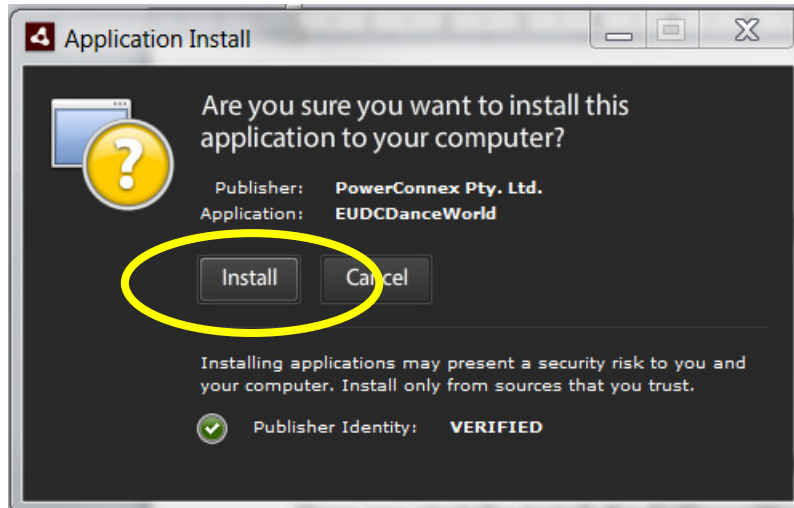 Application Install
Are you sure you want to install this
application to your computer?
Publisher: PowerConnex Pty. Ltd.
Application: EUDCDanceWorld
Install Cancel
Installing applications may present a security risk to you and
your computer. Install only from sources that you trust.
Publisher Identity: VERIFIED